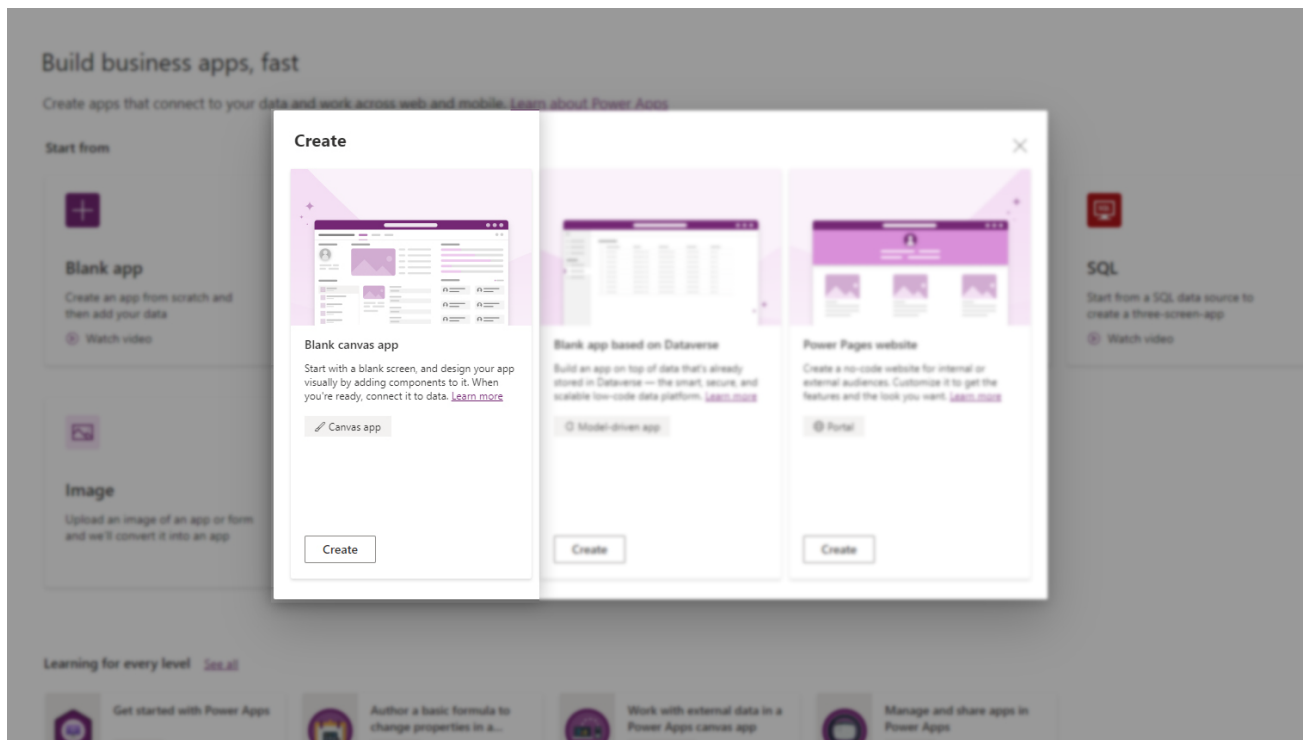 Build business apps, fast
Create apps that connect to your data and work across web and mobile. Learn about Power Apps
Start from
Create
Blank app
Create an app from scratch and
then add your data
Watch video
Image
Upload an image of an app or form
and we'll convert it into an app
Blank canvas app
Start with a blank screen, and design your app
visually by adding components to it. When
you're ready, connect it to data. Learn more
Canvas app
Create
Blank app based on Dataverse
Build an app on top of data that's already
stored in Dataverse — the smart, secure, and
scalable low-code data platform. Learn more
Model-driven app
Create
Power Pages website
Create a no-code website for internal or
external audiences. Customize it to get the
features and the look you want. Learn more
Portal
Create
SQL
Start from a SQL data source to
create a three-screen-app
Watch video
Learning for every level See all
Get started with Power Apps
Author a basic formula to
change properties in a...
Work with external data in a
Power Apps canvas app
Manage and share apps in
Power Apps